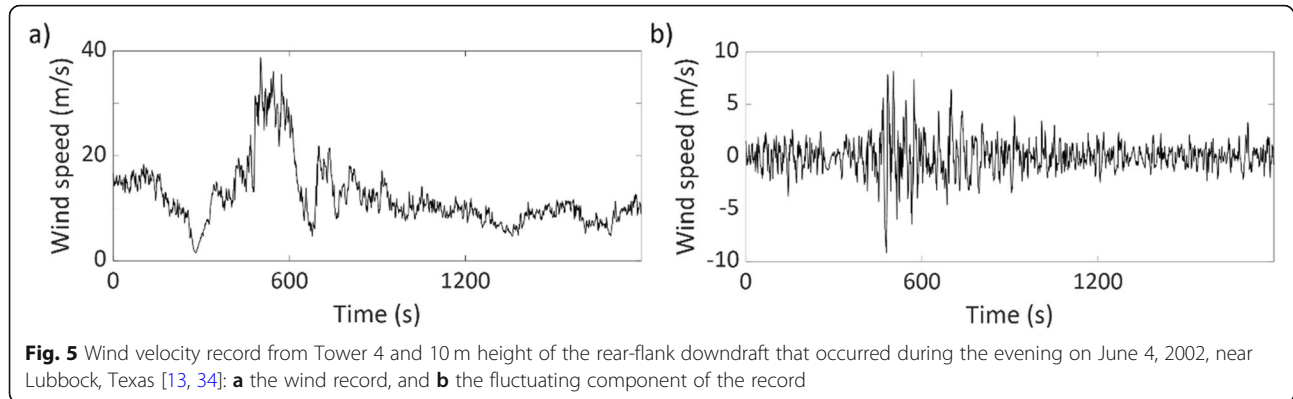 a)
40
20
0
Wind speed (m/s)
0 600 1200
Time (s)
b)
10
5
0
-5
-10
Wind speed (m/s)
0 600 1200
Time (s)
Fig. 5 Wind velocity record from Tower 4 and 10 m height of the rear-flank downdraft that occurred during the evening on June 4, 2002, near
Lubbock, Texas [13, 34]: a the wind record, and b the fluctuating component of the record